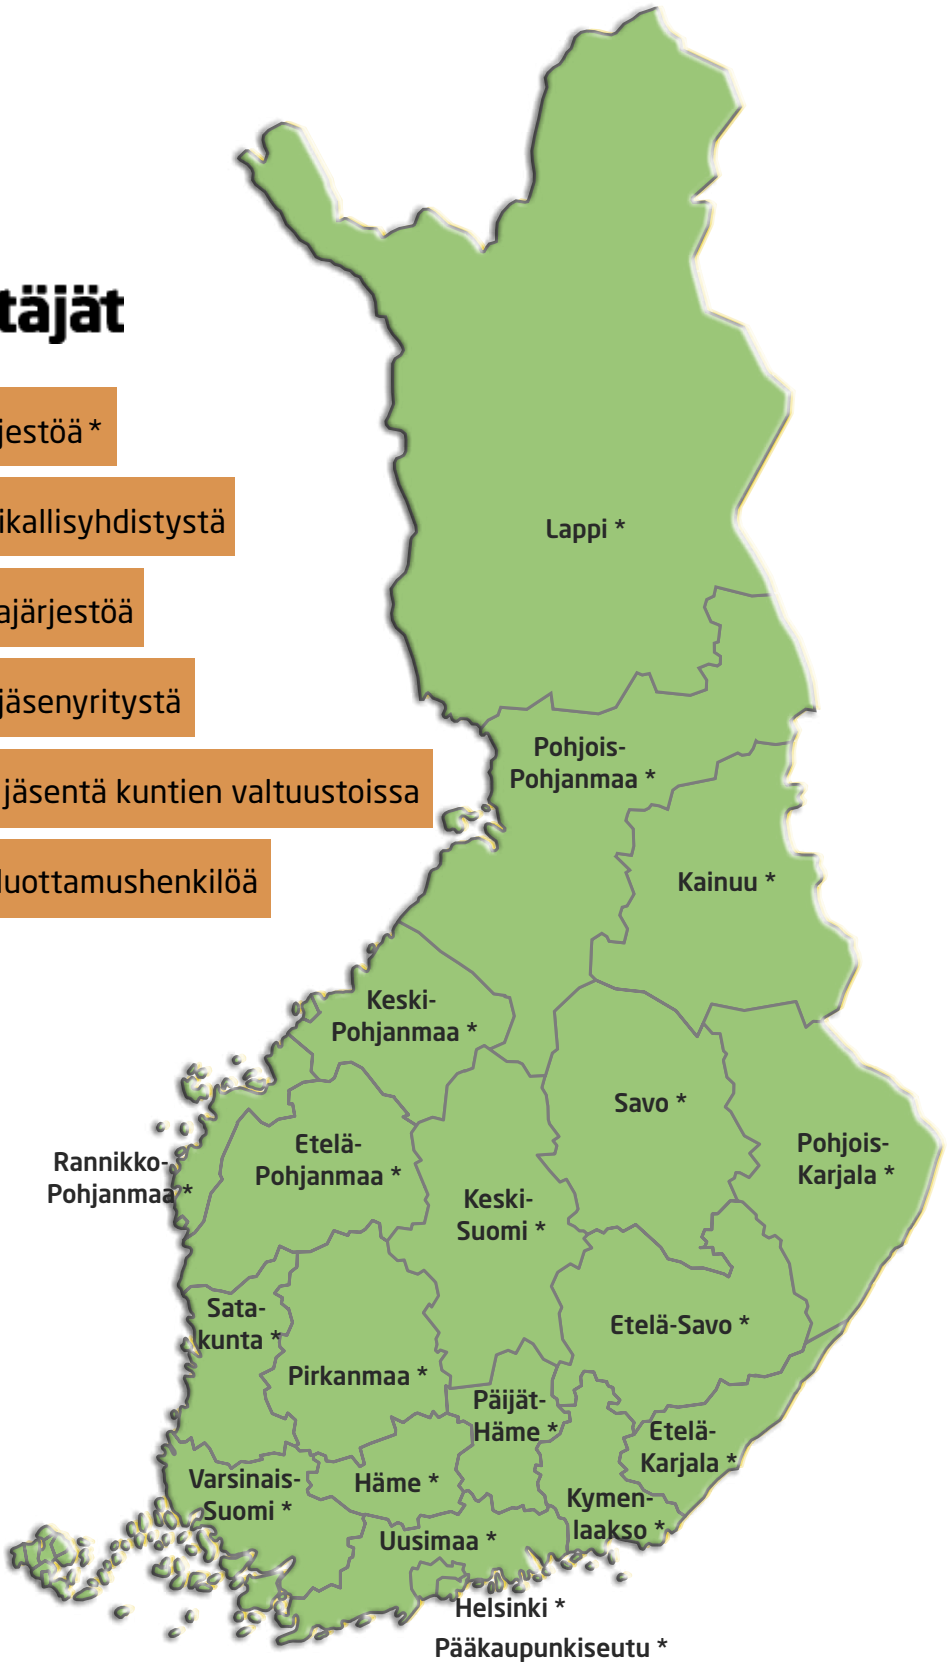 täjät
jestöä *
ikallisyhdistystä
ajärjestöä
jäsenyritystä
jäsentä kuntien valtuustoissa
luottamushenkilöä
Lappi *
Pohjois-
Pohjanmaa *
Kainuu *
Keski-
Pohjanmaa *
Savo *
Pohjois-
Karjala *
Etelä-
Pohjanmaa *
Rannikko-
Pohjanmaa *
Keski-
Suomi *
Sata-
kunta *
Etelä-Savo *
Pirkanmaa *
Päijät-
Häme *
Etelä-
Karjala *
Varsinais-
Suomi *
Häme *
Kymen-
laakso *
Uusimaa *
Helsinki *
Pääkaupunkiseutu *